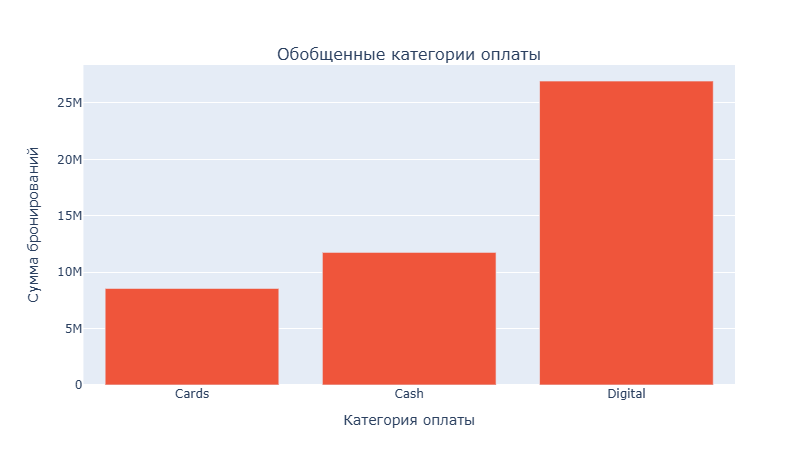 Обобщенные категории оплаты
Сумма бронирований
25M
20M
15M
10M
5M
0
Cards
Cash
Digital
Категория оплаты